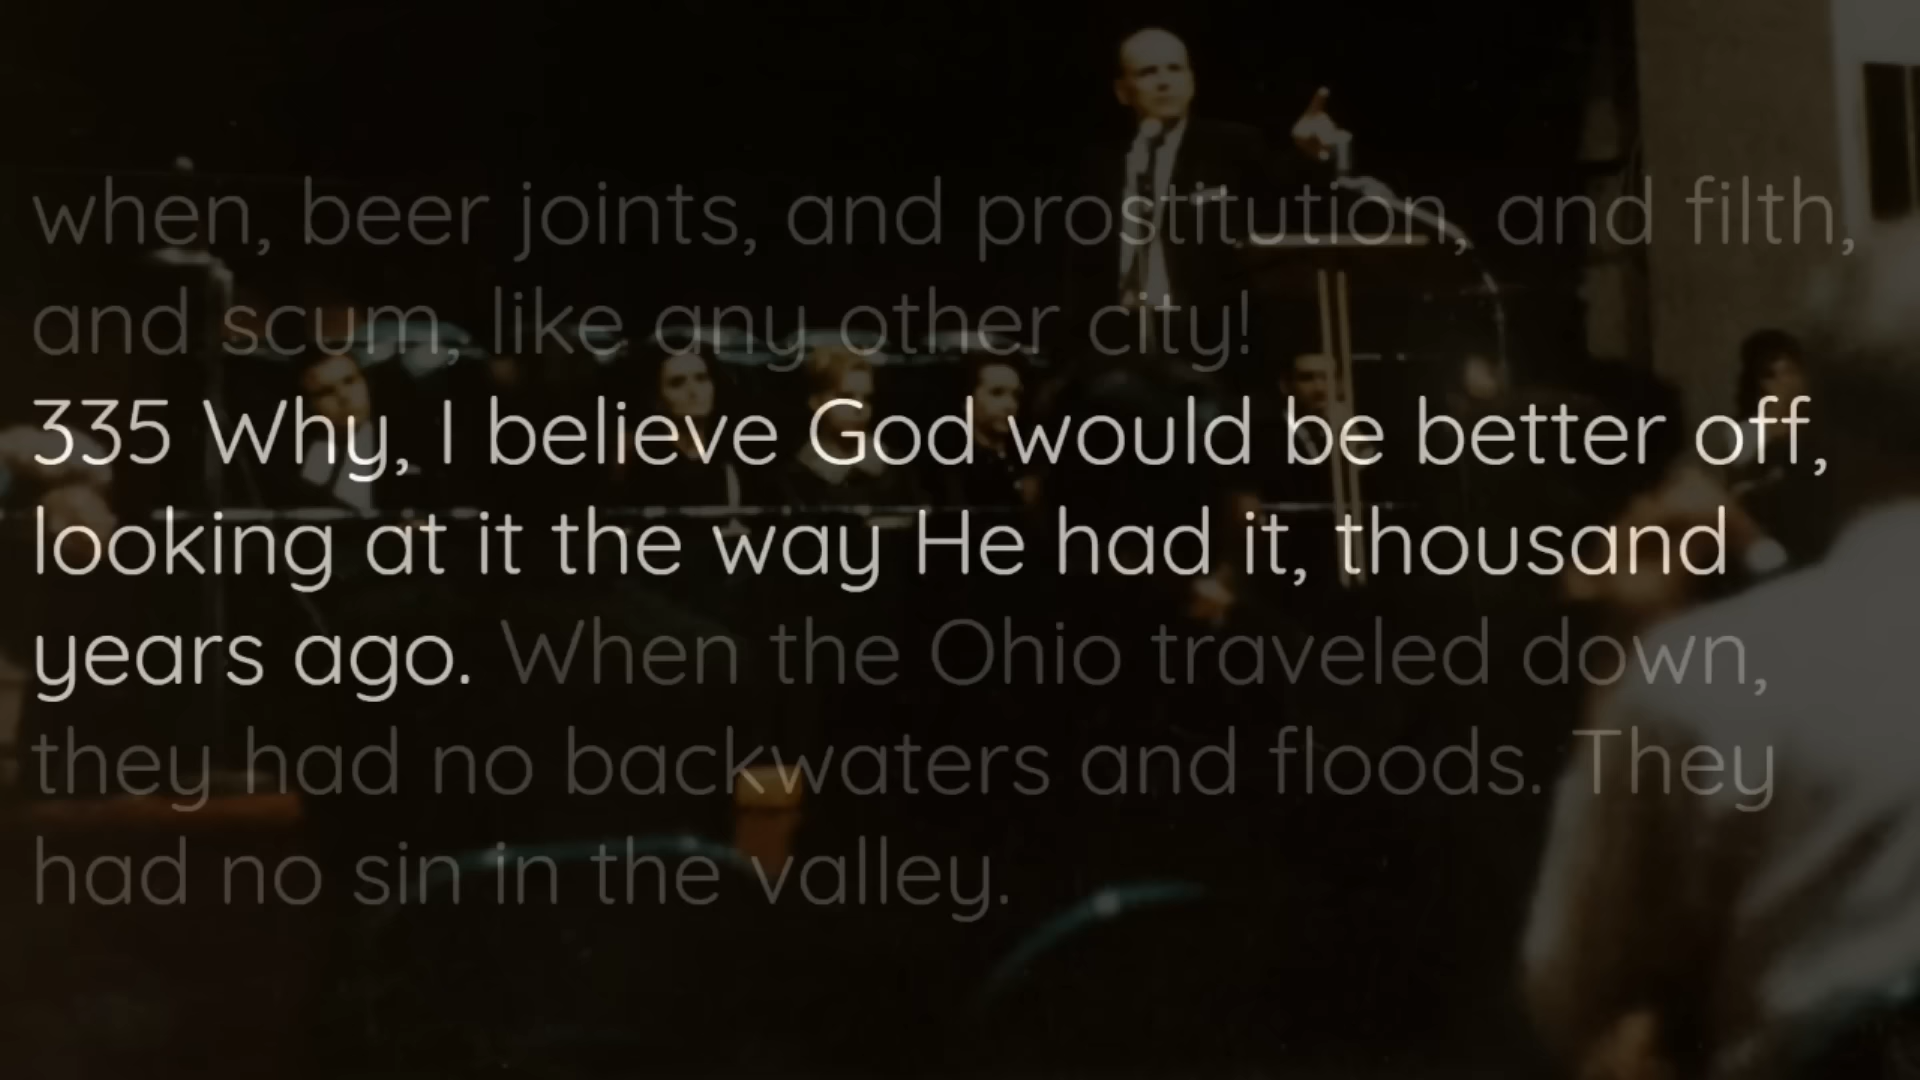 when, beer joints, and prostitution, and filth,
and scum, like any other city!
335 Why, I believe God would be better off,
looking at it the way He had it, thousand
years ago. When the Ohio traveled down,
they had no backwaters and floods. They
had no sin in the valley.